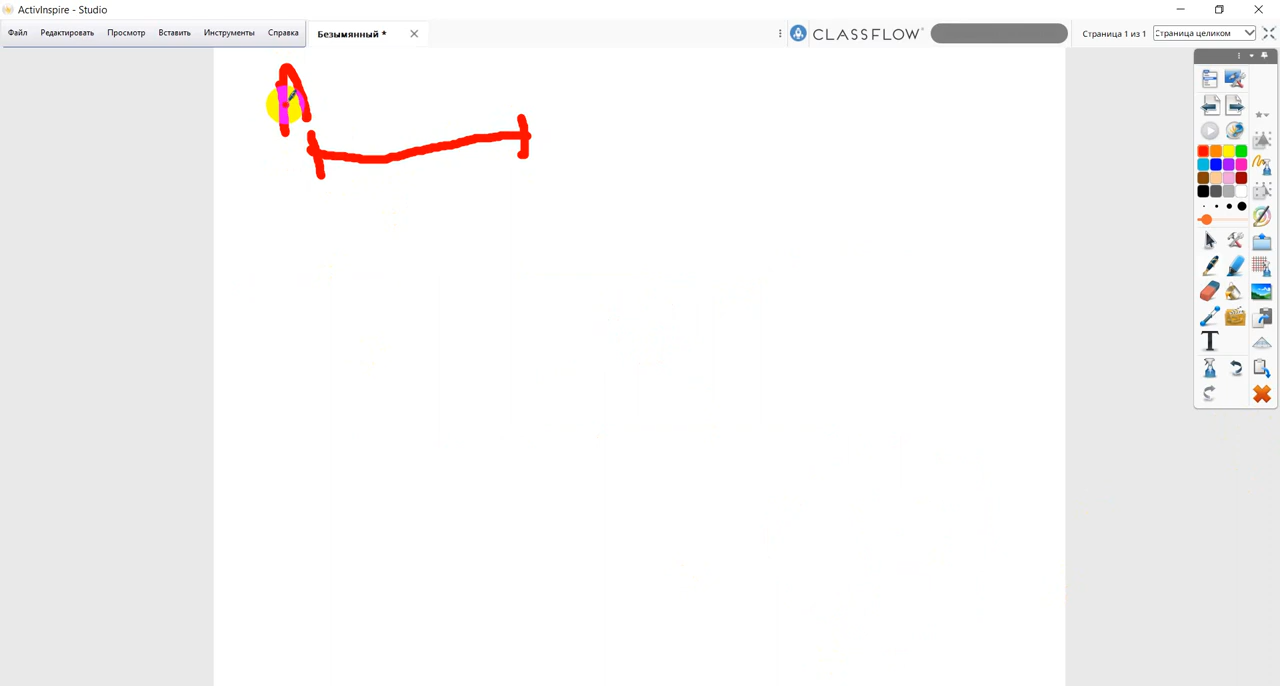 ActivInspire - Studio
Файл Редактировать Просмотр Вставить Инструменты Справка
Безымянный *
CLASSFLOW
Страница 1 из 1
Страница целиком
T